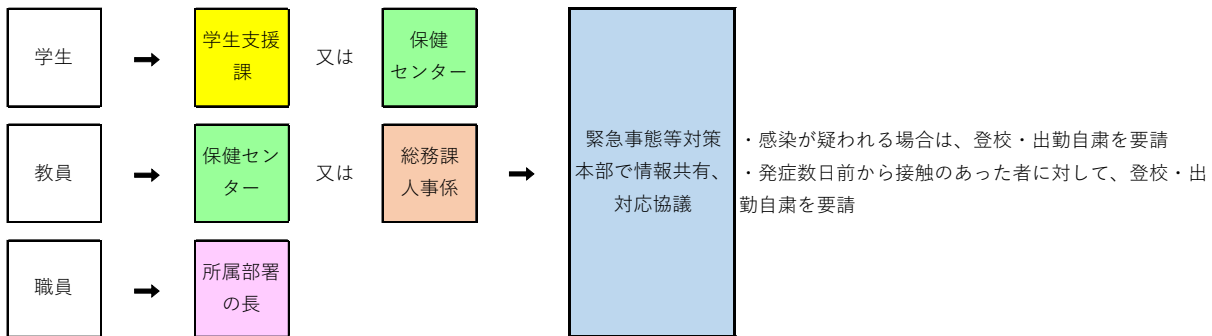 学生
➡
学生支援
課
又は
保健
センター
教員
➡
保健セン
ター
又は
総務課
人事係
➡
職員
➡
所属部署
の長
緊急事態等対策
本部で情報共有、
対応協議
・感染が疑われる場合は、登校・出勤自粛を要請
・発症数日前から接触のあった者に対して、登校・出
勤自粛を要請